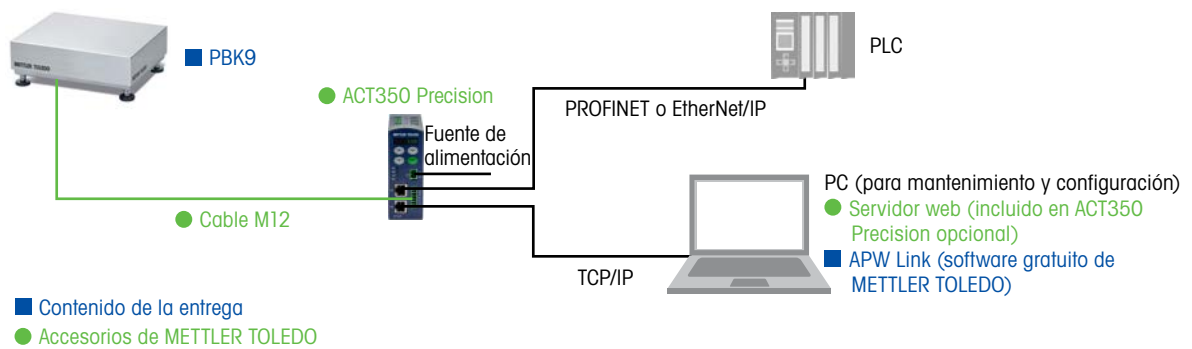 METTLER TOLEDO
PBK9
PLC
ACT350 Precision
PROFINET o EtherNet/IP
Fuente de
alimentación
Cable M12
TCP/IP
PC (para mantenimiento y configuración)
Servidor web (incluido en ACT350
Precision opcional)
APW Link (software gratuito de
METTLER TOLEDO)
Contenido de la entrega
Accesorios de METTLER TOLEDO